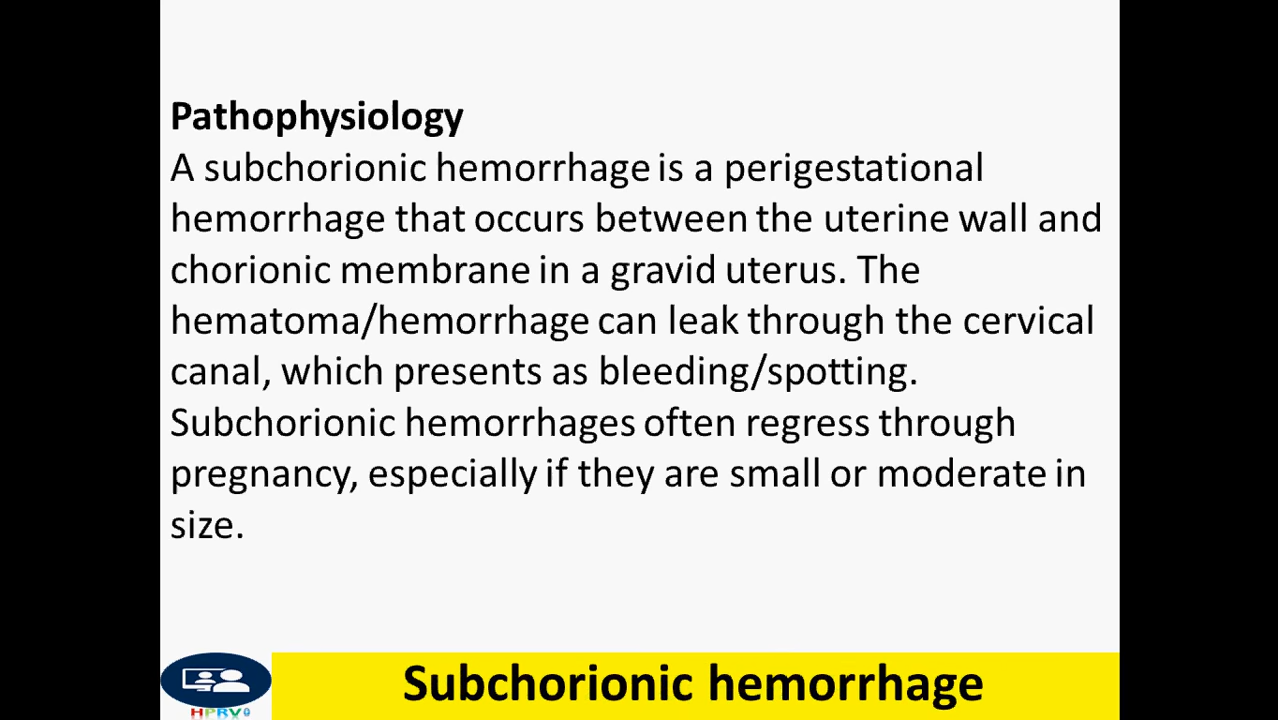 Pathophysiology
A subchorionic hemorrhage is a perigestational
hemorrhage that occurs between the uterine wall and
chorionic membrane in a gravid uterus. The
hematoma/hemorrhage can leak through the cervical
canal, which presents as bleeding/spotting.
Subchorionic hemorrhages often regress through
pregnancy, especially if they are small or moderate in
size.
Subchorionic hemorrhage